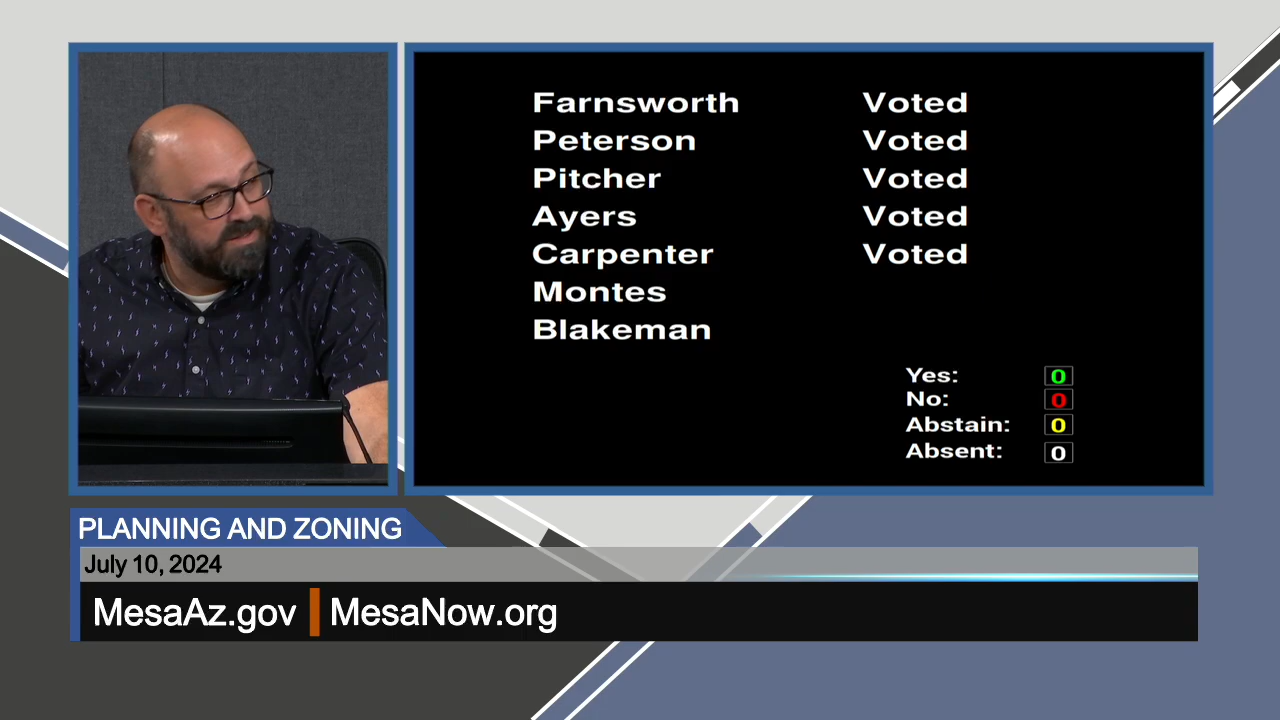 Farnsworth Voted
Peterson Voted
Pitcher Voted
Ayers Voted
Carpenter Voted
Montes
Blakeman
Yes: 0
No: 0
Abstain: 0
Absent: 0
PLANNING AND ZONING
July 10, 2024
MesaAz.gov MesaNow.org